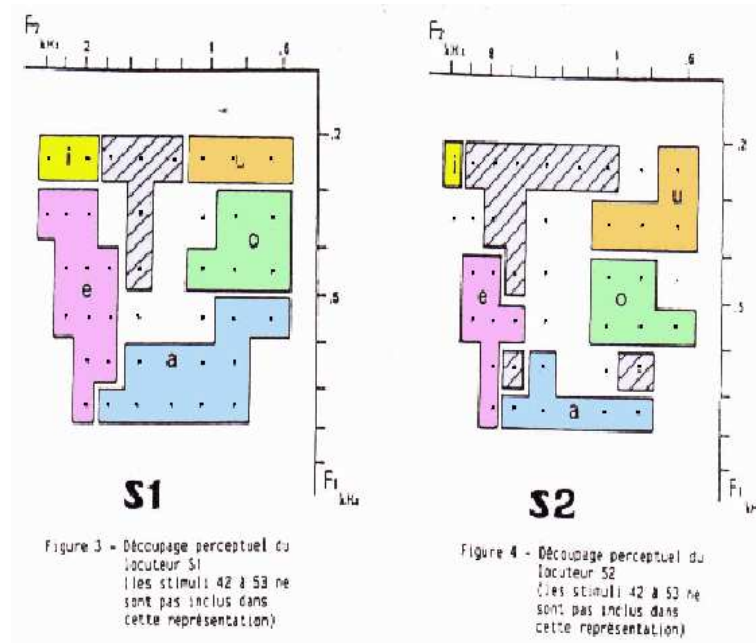 F2
kHz 2 1 .6
.2
i
u
o
e
.5
a
F1
kHz
S1
Figure 3 - Découpage perceptuel du
locuteur S1
(les stimuli 42 à 53 ne
sont pas inclus dans
cette représentation)
F2
kHz 1 .6
.2
i
u
e
o
.5
a
F1
S2
Figure 4 - Découpage perceptuel du
locuteur S2
(les stimuli 42 à 53 ne
sont pas inclus dans
cette représentation)